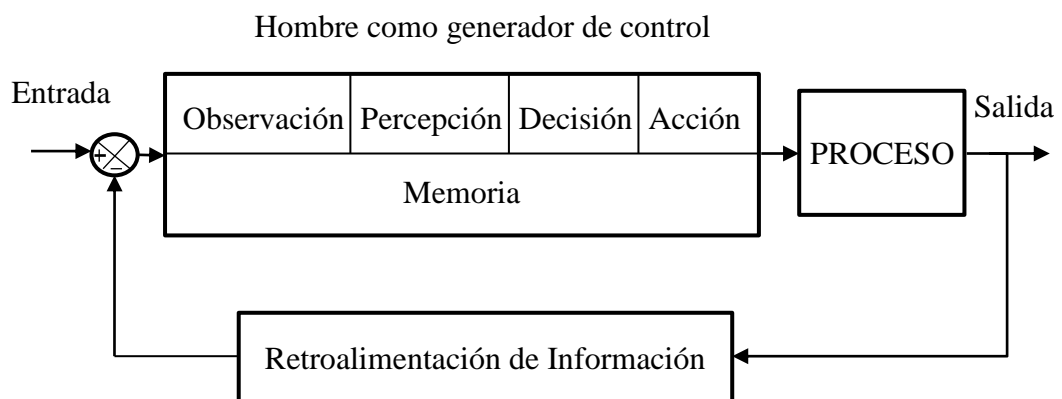 Hombre como generador de control
Entrada
Observación Percepción Decisión Acción
Salida
+
−
PROCESO
Memoria
Retroalimentación de Información